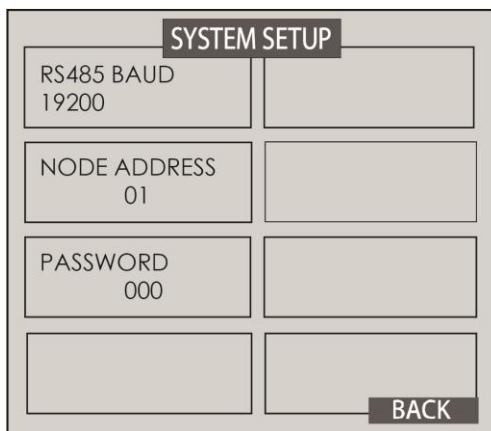 SYSTEM SETUP
RS485 BAUD
19200
NODE ADDRESS
01
PASSWORD
000
BACK